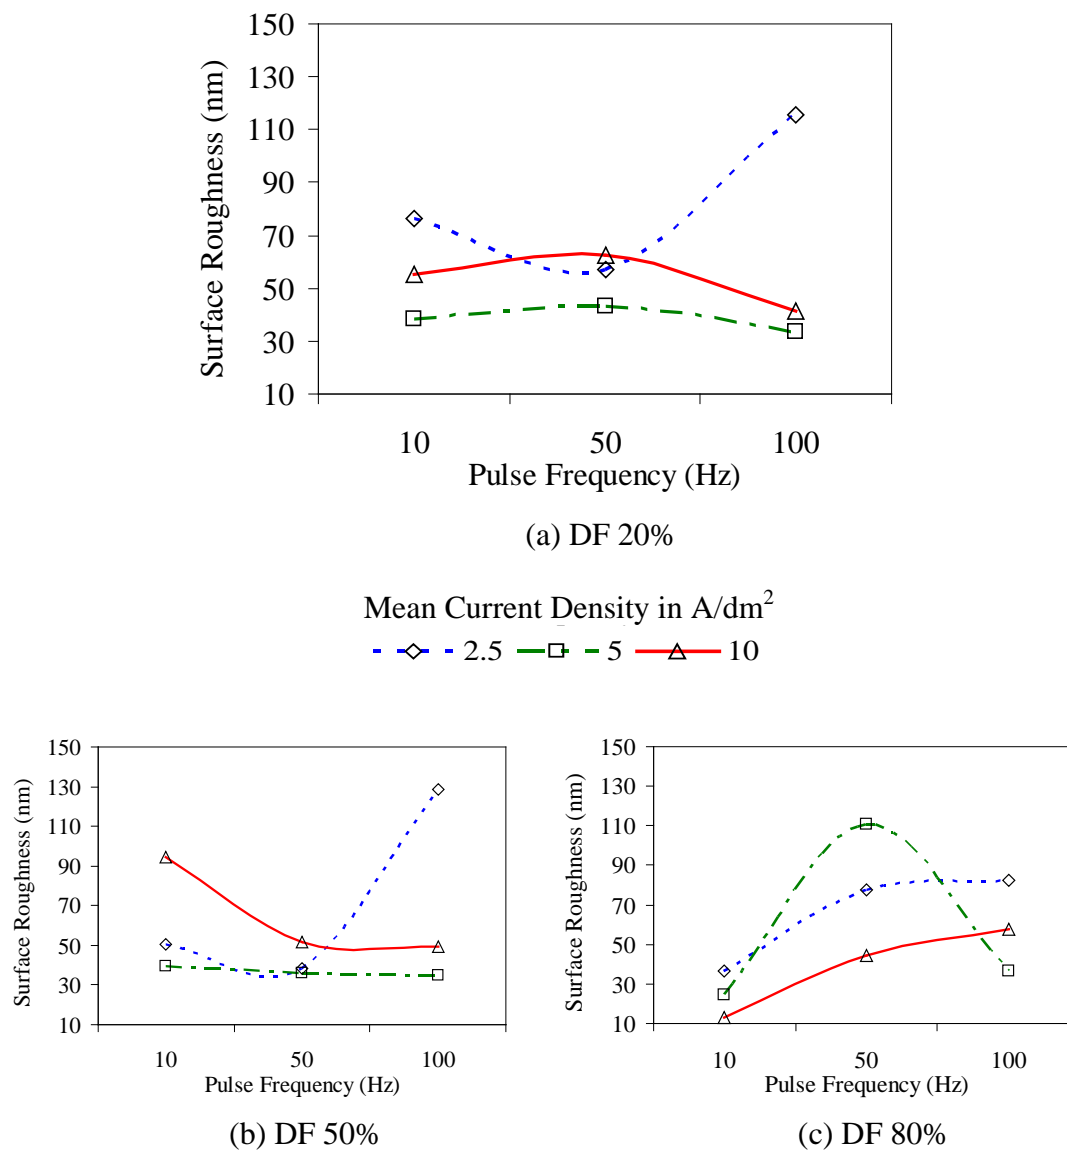 150
130
110
90
70
50
30
10
Surface Roughness (nm)
10 50 100
Pulse Frequency (Hz)
(a) DF 20%
Mean Current Density in A/dm²
2.5 5 10
150
130
110
90
70
50
30
10
Surface Roughness (nm)
10 50 100
Pulse Frequency (Hz)
(b) DF 50%
150
130
110
90
70
50
30
10
Surface Roughness (nm)
10 50 100
Pulse Frequency (Hz)
(c) DF 80%